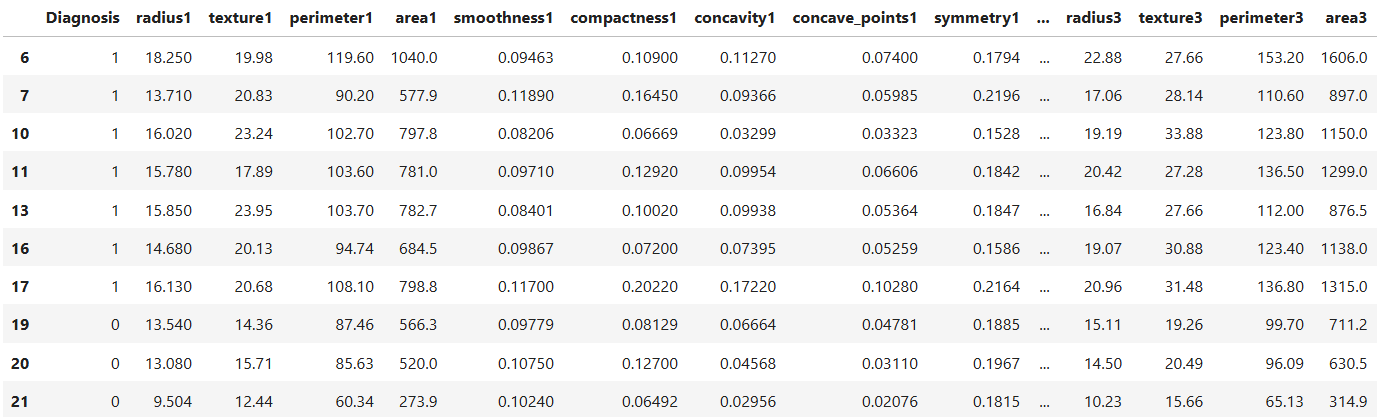 Diagnosis radius1 texture1 perimeter1 area1 smoothness1 compactness1 concavity1 concave_points1 symmetry1 ... radius3 texture3 perimeter3 area3
6 1 18.250 19.98 119.60 1040.0 0.09463 0.10900 0.11270 0.07400 0.1794 ... 22.88 27.66 153.20 1606.0
7 1 13.710 20.83 90.20 577.9 0.11890 0.16450 0.09366 0.05985 0.2196 ... 17.06 28.14 110.60 897.0
10 1 16.020 23.24 102.70 797.8 0.08206 0.06669 0.03299 0.03323 0.1528 ... 19.19 33.88 123.80 1150.0
11 1 15.780 17.89 103.60 781.0 0.09710 0.12920 0.09954 0.06606 0.1842 ... 20.42 27.28 136.50 1299.0
13 1 15.850 23.95 103.70 782.7 0.08401 0.10020 0.09938 0.05364 0.1847 ... 16.84 27.66 112.00 876.5
16 1 14.680 20.13 94.74 684.5 0.09867 0.07200 0.07395 0.05259 0.1586 ... 19.07 30.88 123.40 1138.0
17 1 16.130 20.68 108.10 798.8 0.11700 0.20220 0.17220 0.10280 0.2164 ... 20.96 31.48 136.80 1315.0
19 0 13.540 14.36 87.46 566.3 0.09779 0.08129 0.06664 0.04781 0.1885 ... 15.11 19.26 99.70 711.2
20 0 13.080 15.71 85.63 520.0 0.10750 0.12700 0.04568 0.03110 0.1967 ... 14.50 20.49 96.09 630.5
21 0 9.504 12.44 60.34 273.9 0.10240 0.06492 0.02956 0.02076 0.1815 ... 10.23 15.66 65.13 314.9